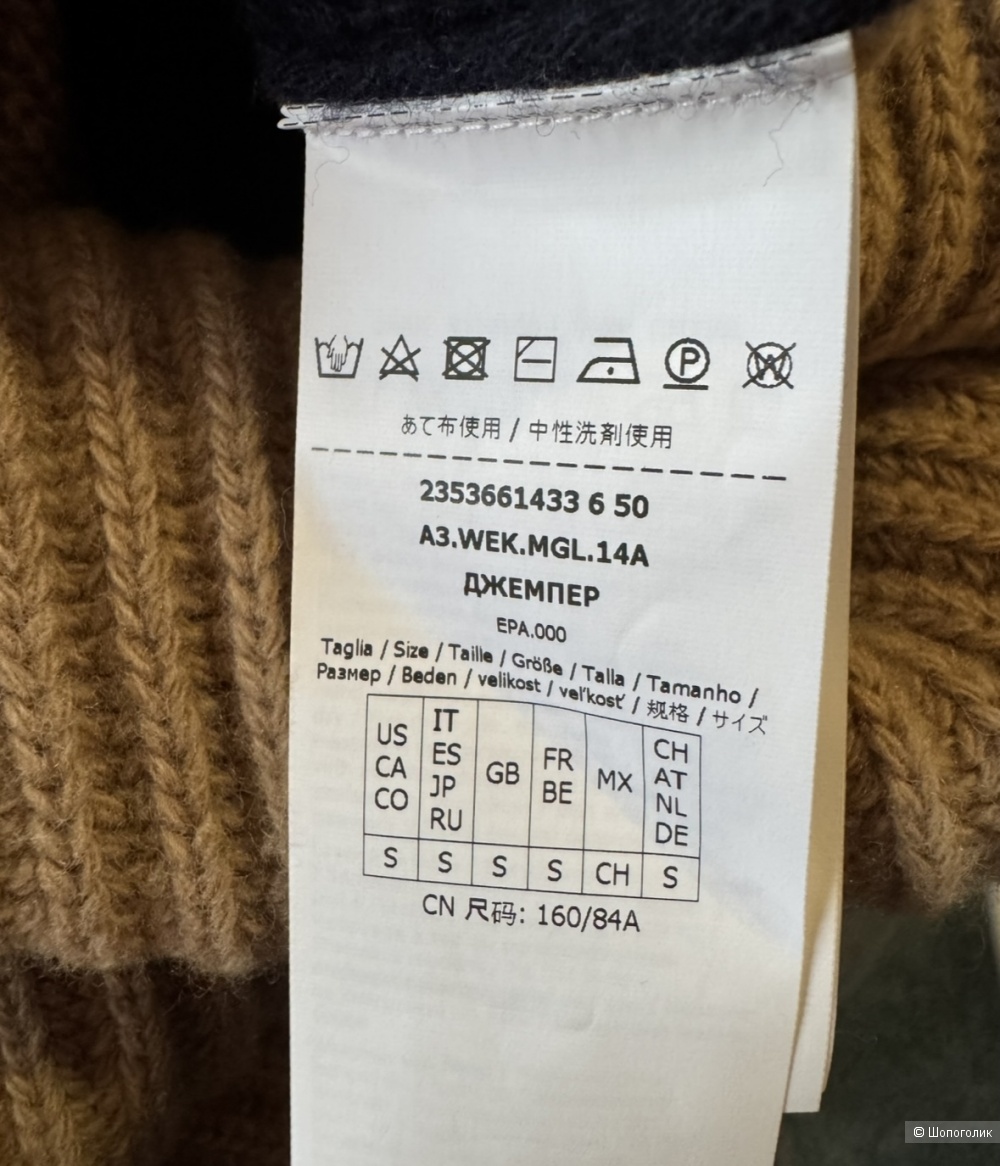 P W
あて布使用 / 中性洗剤使用
2353661433 6 50
A3.WEK.MGL.14A
ДЖЕМПЕР
EPA.000
Taglia / Size / Taille / Größe / Talla / Tamanho /
Размер / Beden / velikost / veľkosť / 规格 / サイズ
US CA CO IT ES JP RU GB FR BE MX CH AT NL DE
S S S S CH S
CN 尺码: 160/84A
© Шопоголик